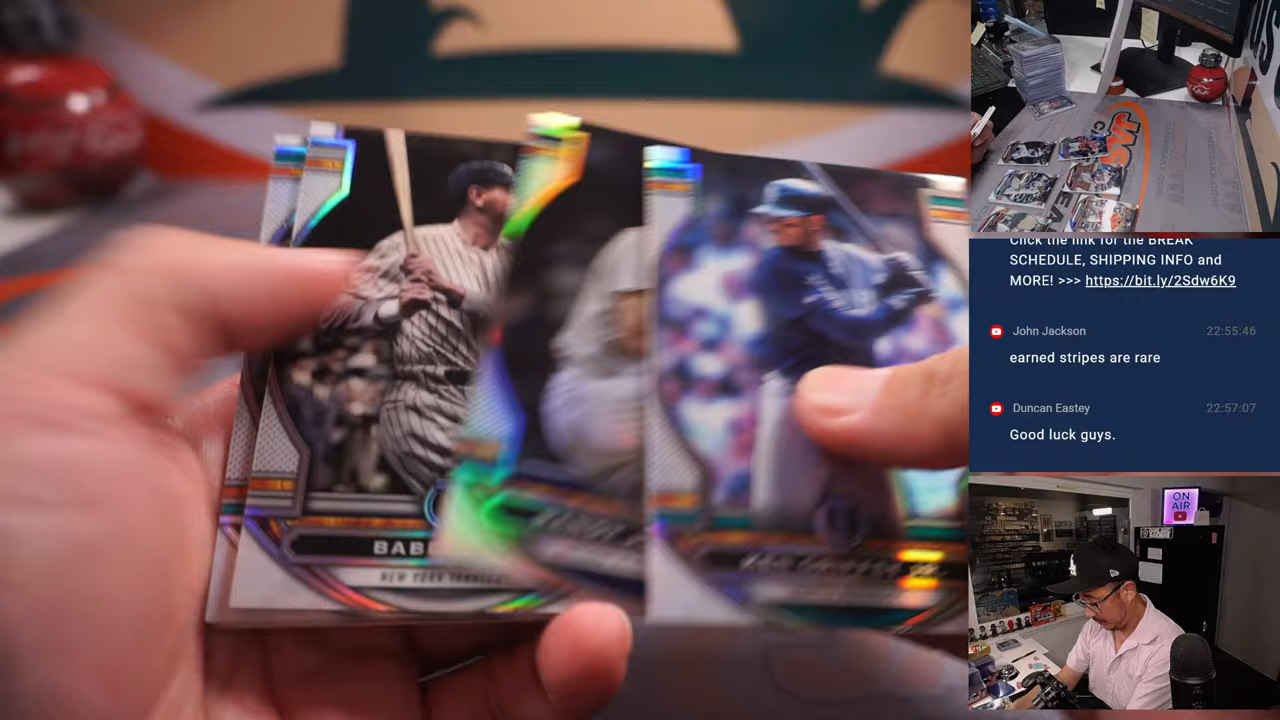 BAB
NEW YORK YANKEES
Click the link for the BREAK
SCHEDULE, SHIPPING INFO and
MORE! >>> https://bit.ly/2Sdw6K9
John Jackson 22:55:46
earned stripes are rare
Duncan Eastey 22:57:07
Good luck guys.
ON
AIR